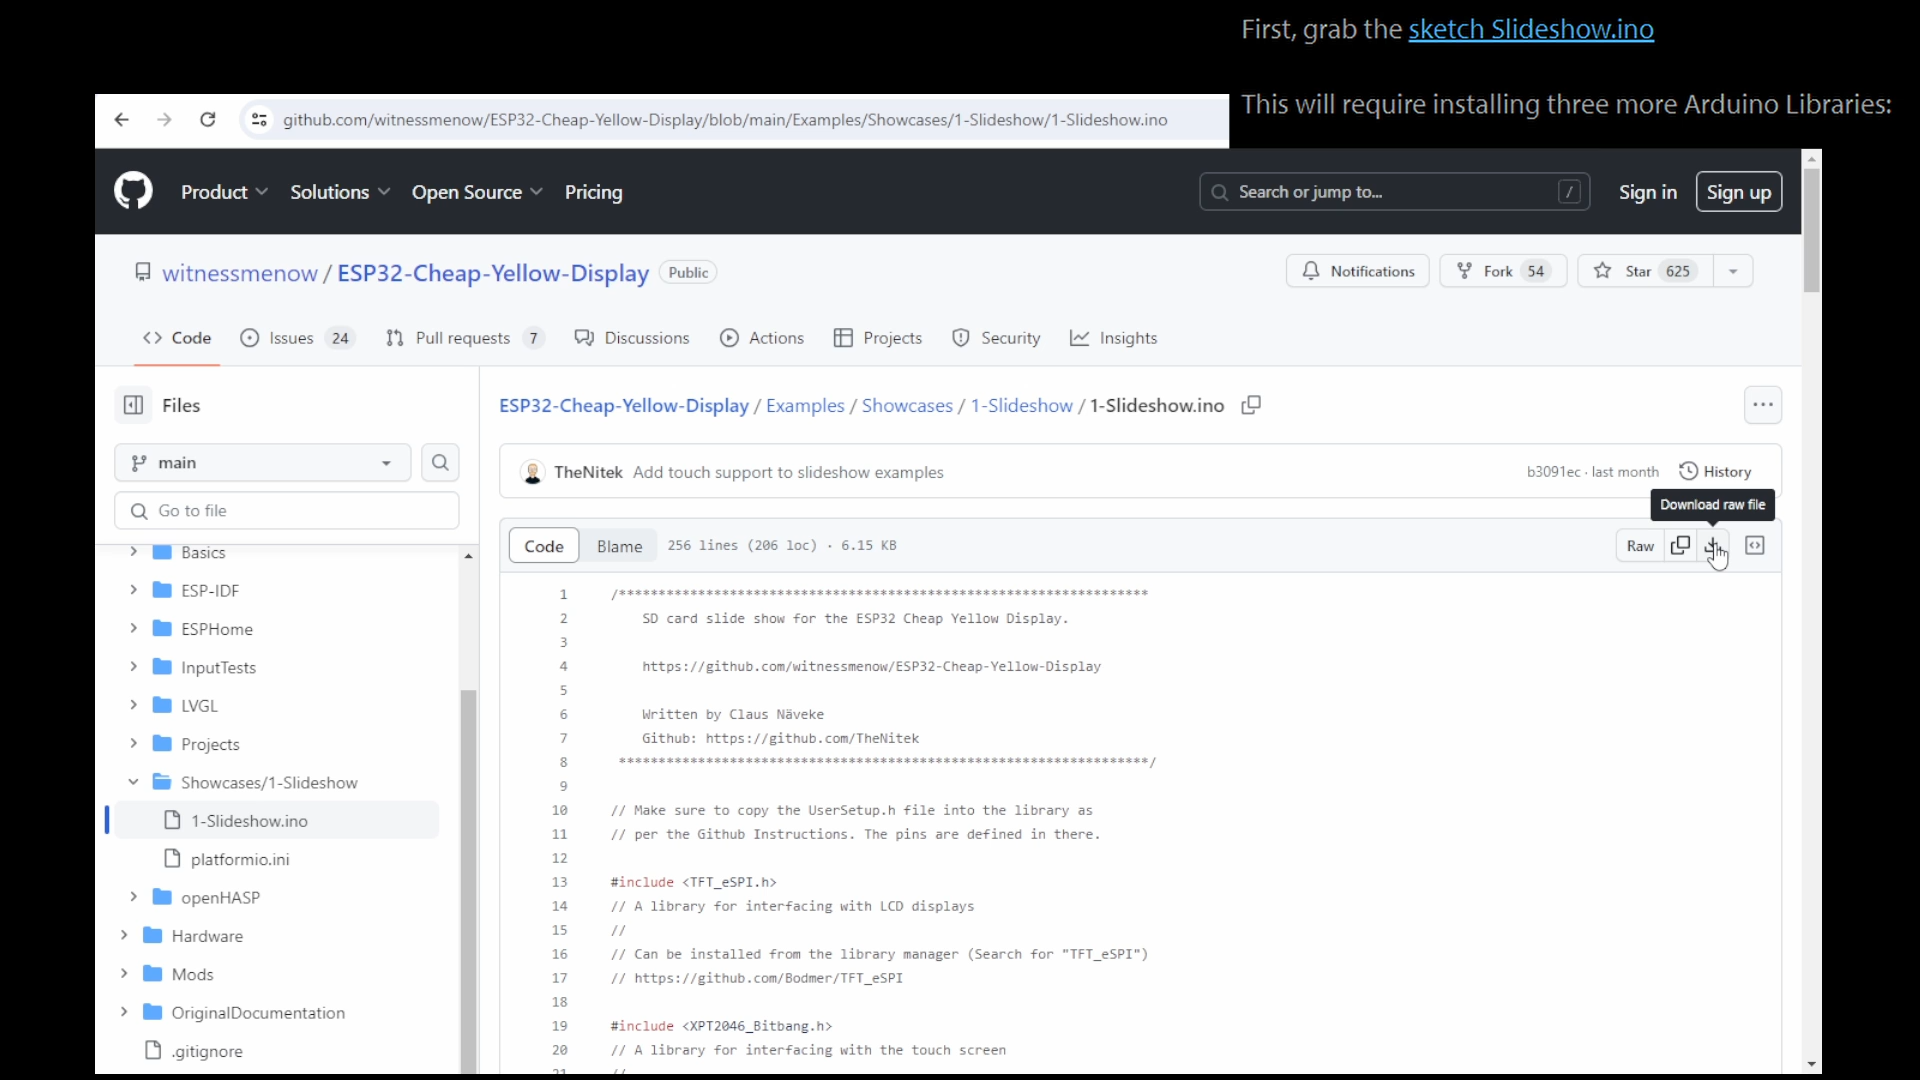 First, grab the sketch Slideshow.ino
This will require installing three more Arduino Libraries:
github.com/witnessmenow/ESP32-Cheap-Yellow-Display/blob/main/Examples/Showcases/1-Slideshow/1-Slideshow.ino
Product Solutions Open Source Pricing Search or jump to... / Sign in Sign up
witnessmenow / ESP32-Cheap-Yellow-Display Public Notifications Fork 54 Star 625
Code Issues 24 Pull requests 7 Discussions Actions Projects Security Insights
Files
main
Go to file
Basics
ESP-IDF
ESPHome
InputTests
LVGL
Projects
Showcases/1-Slideshow
1-Slideshow.ino
platformio.ini
openHASP
Hardware
Mods
OriginalDocumentation
.gitignore
ESP32-Cheap-Yellow-Display / Examples / Showcases / 1-Slideshow / 1-Slideshow.ino
TheNitek Add touch support to slideshow examples b3091ec · last month History
Download raw file
Code Blame 256 lines (206 loc) · 6.15 KB Raw
1 /*******************************************************************
2 SD card slide show for the ESP32 Cheap Yellow Display.
3
4 https://github.com/witnessmenow/ESP32-Cheap-Yellow-Display
5
6 Written by Claus Näveke
7 Github: https://github.com/TheNitek
8 *******************************************************************/
9
10 // Make sure to copy the UserSetup.h file into the library as
11 // per the Github Instructions. The pins are defined in there.
12
13 #include <TFT_eSPI.h>
14 // A library for interfacing with LCD displays
15 //
16 // Can be installed from the library manager (Search for "TFT_eSPI")
17 // https://github.com/Bodmer/TFT_eSPI
18
19 #include <XPT2046_Bitbang.h>
20 // A library for interfacing with the touch screen
21 //